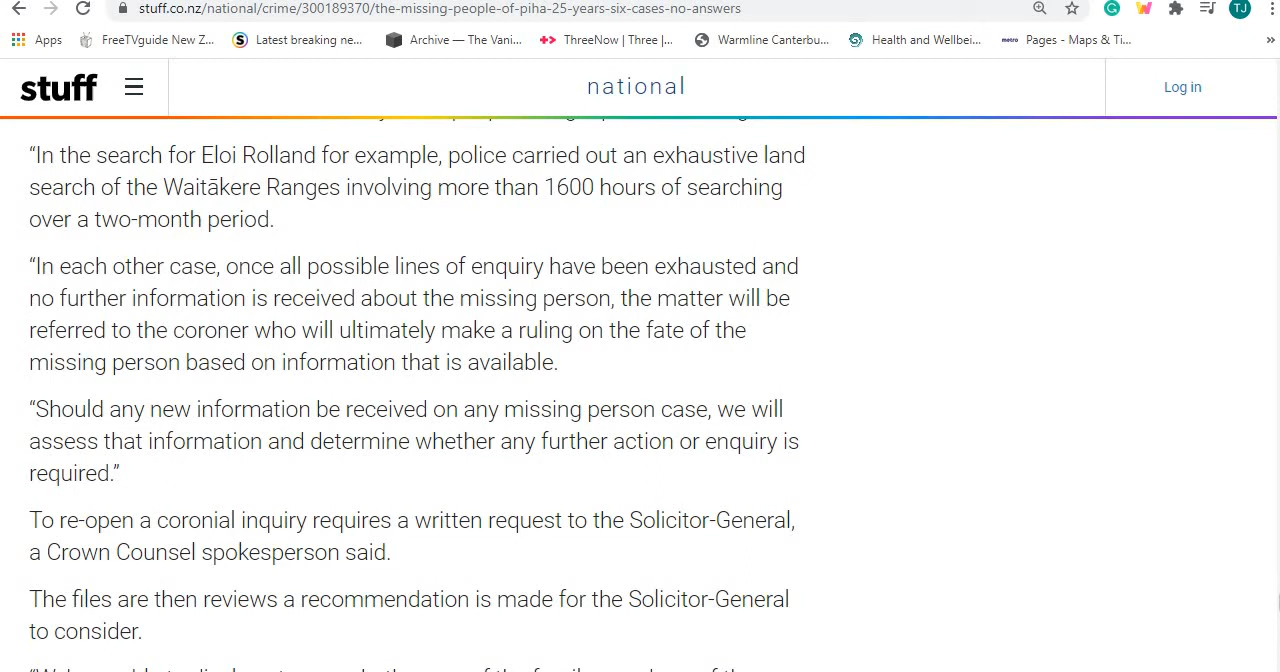 stuff.co.nz/national/crime/300189370/the-missing-people-of-piha-25-years-six-cases-no-answers
TJ
Apps FreeTVguide New Z... Latest breaking ne... Archive — The Vani... ThreeNow | Three |... Warmline Canterbu... Health and Wellbei... metro Pages - Maps & Ti... »
stuff national Log in
“In the search for Eloi Rolland for example, police carried out an exhaustive land
search of the Waitākere Ranges involving more than 1600 hours of searching
over a two-month period.
“In each other case, once all possible lines of enquiry have been exhausted and
no further information is received about the missing person, the matter will be
referred to the coroner who will ultimately make a ruling on the fate of the
missing person based on information that is available.
“Should any new information be received on any missing person case, we will
assess that information and determine whether any further action or enquiry is
required.”
To re-open a coronial inquiry requires a written request to the Solicitor-General,
a Crown Counsel spokesperson said.
The files are then reviews a recommendation is made for the Solicitor-General
to consider.